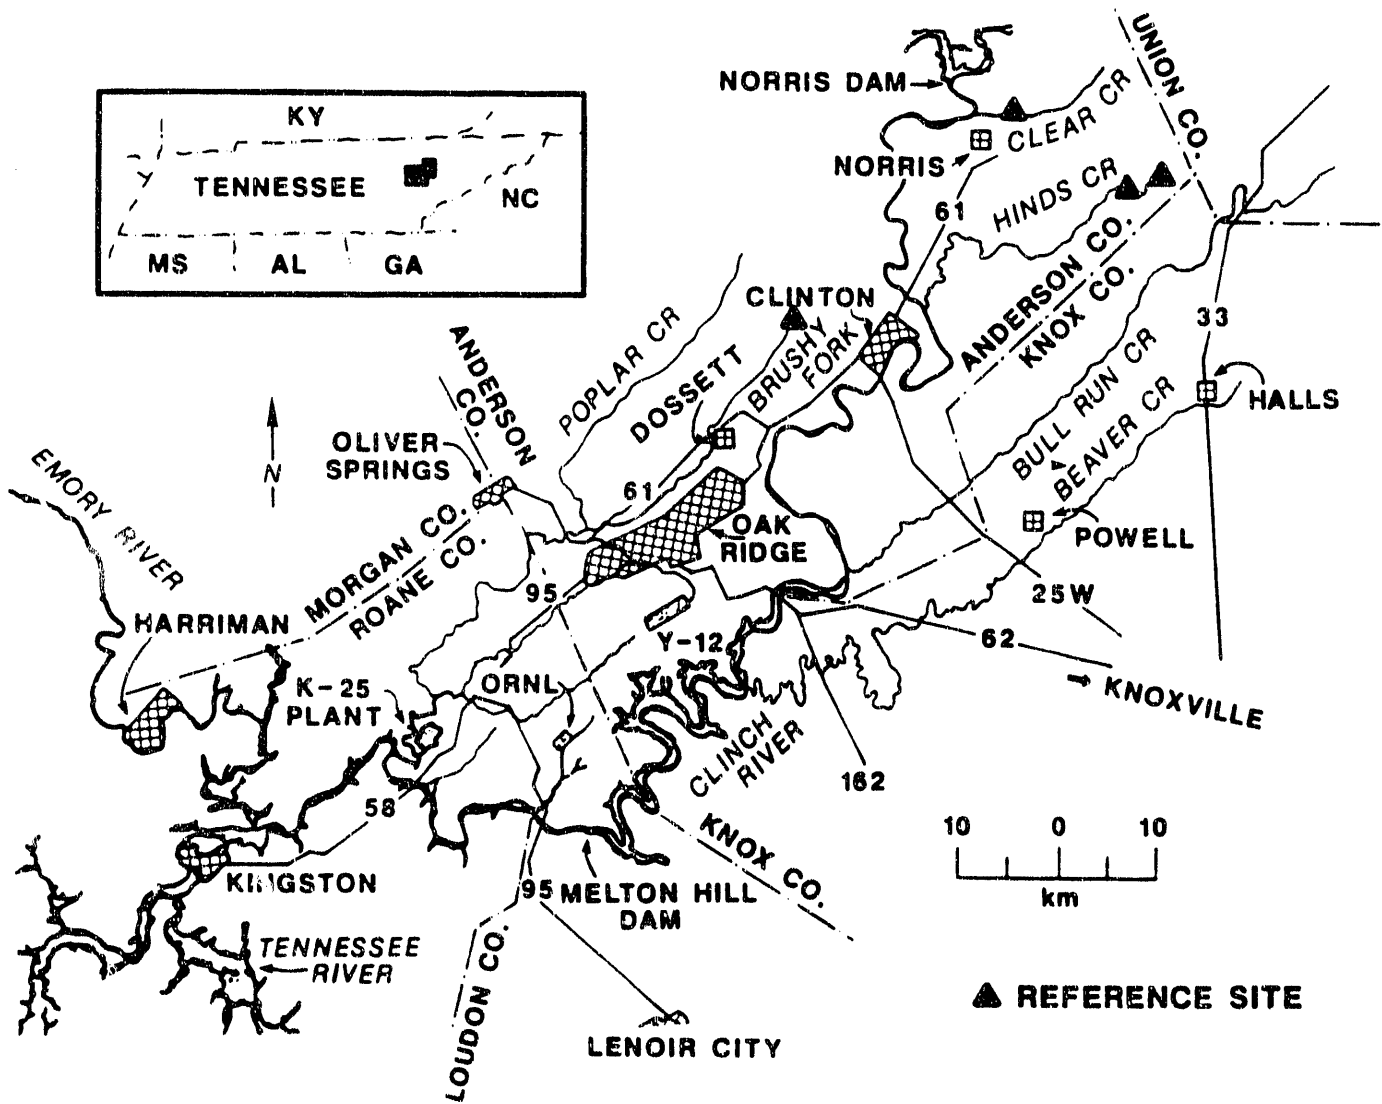 NORRIS DAM
UNION CO.
KY
TENNESSEE
NC
MS
AL
GA
CLEAR CR
NORRIS
HINDS CR
61
ANDERSON CO.
KNOX CO.
33
CLINTON
BRUSHY
FORK
POPLAR CR
DOSSETT
ANDERSON
CO.
BULL RUN CR
BEAVER CR
HALLS
OLIVER
SPRINGS
N
EMORY RIVER
61
OAK
RIDGE
POWELL
MORGAN CO.
ROANE CO.
95
25W
HARRIMAN
Y-12
62
→ KNOXVILLE
K-25
PLANT
ORNL
CLINCH
RIVER
162
58
KNOX CO.
10 0 10
km
KINGSTON
95
MELTON HILL
DAM
TENNESSEE
RIVER
LOUDON CO.
LENOIR CITY
▲ REFERENCE SITE